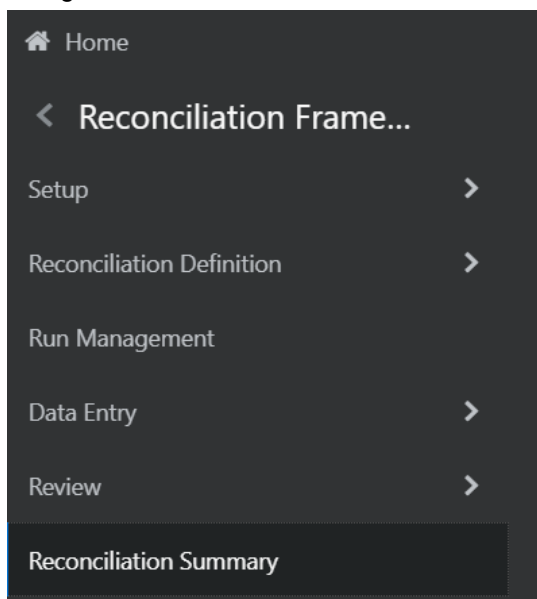 Home
Reconciliation Frame...
Setup
Reconciliation Definition
Run Management
Data Entry
Review
Reconciliation Summary